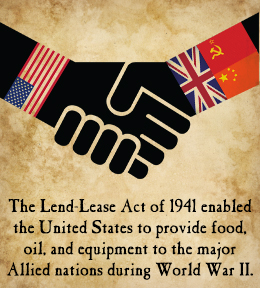 The Lend-Lease Act of 1941 enabled
the United States to provide food,
oil, and equipment to the major
Allied nations during World War II.